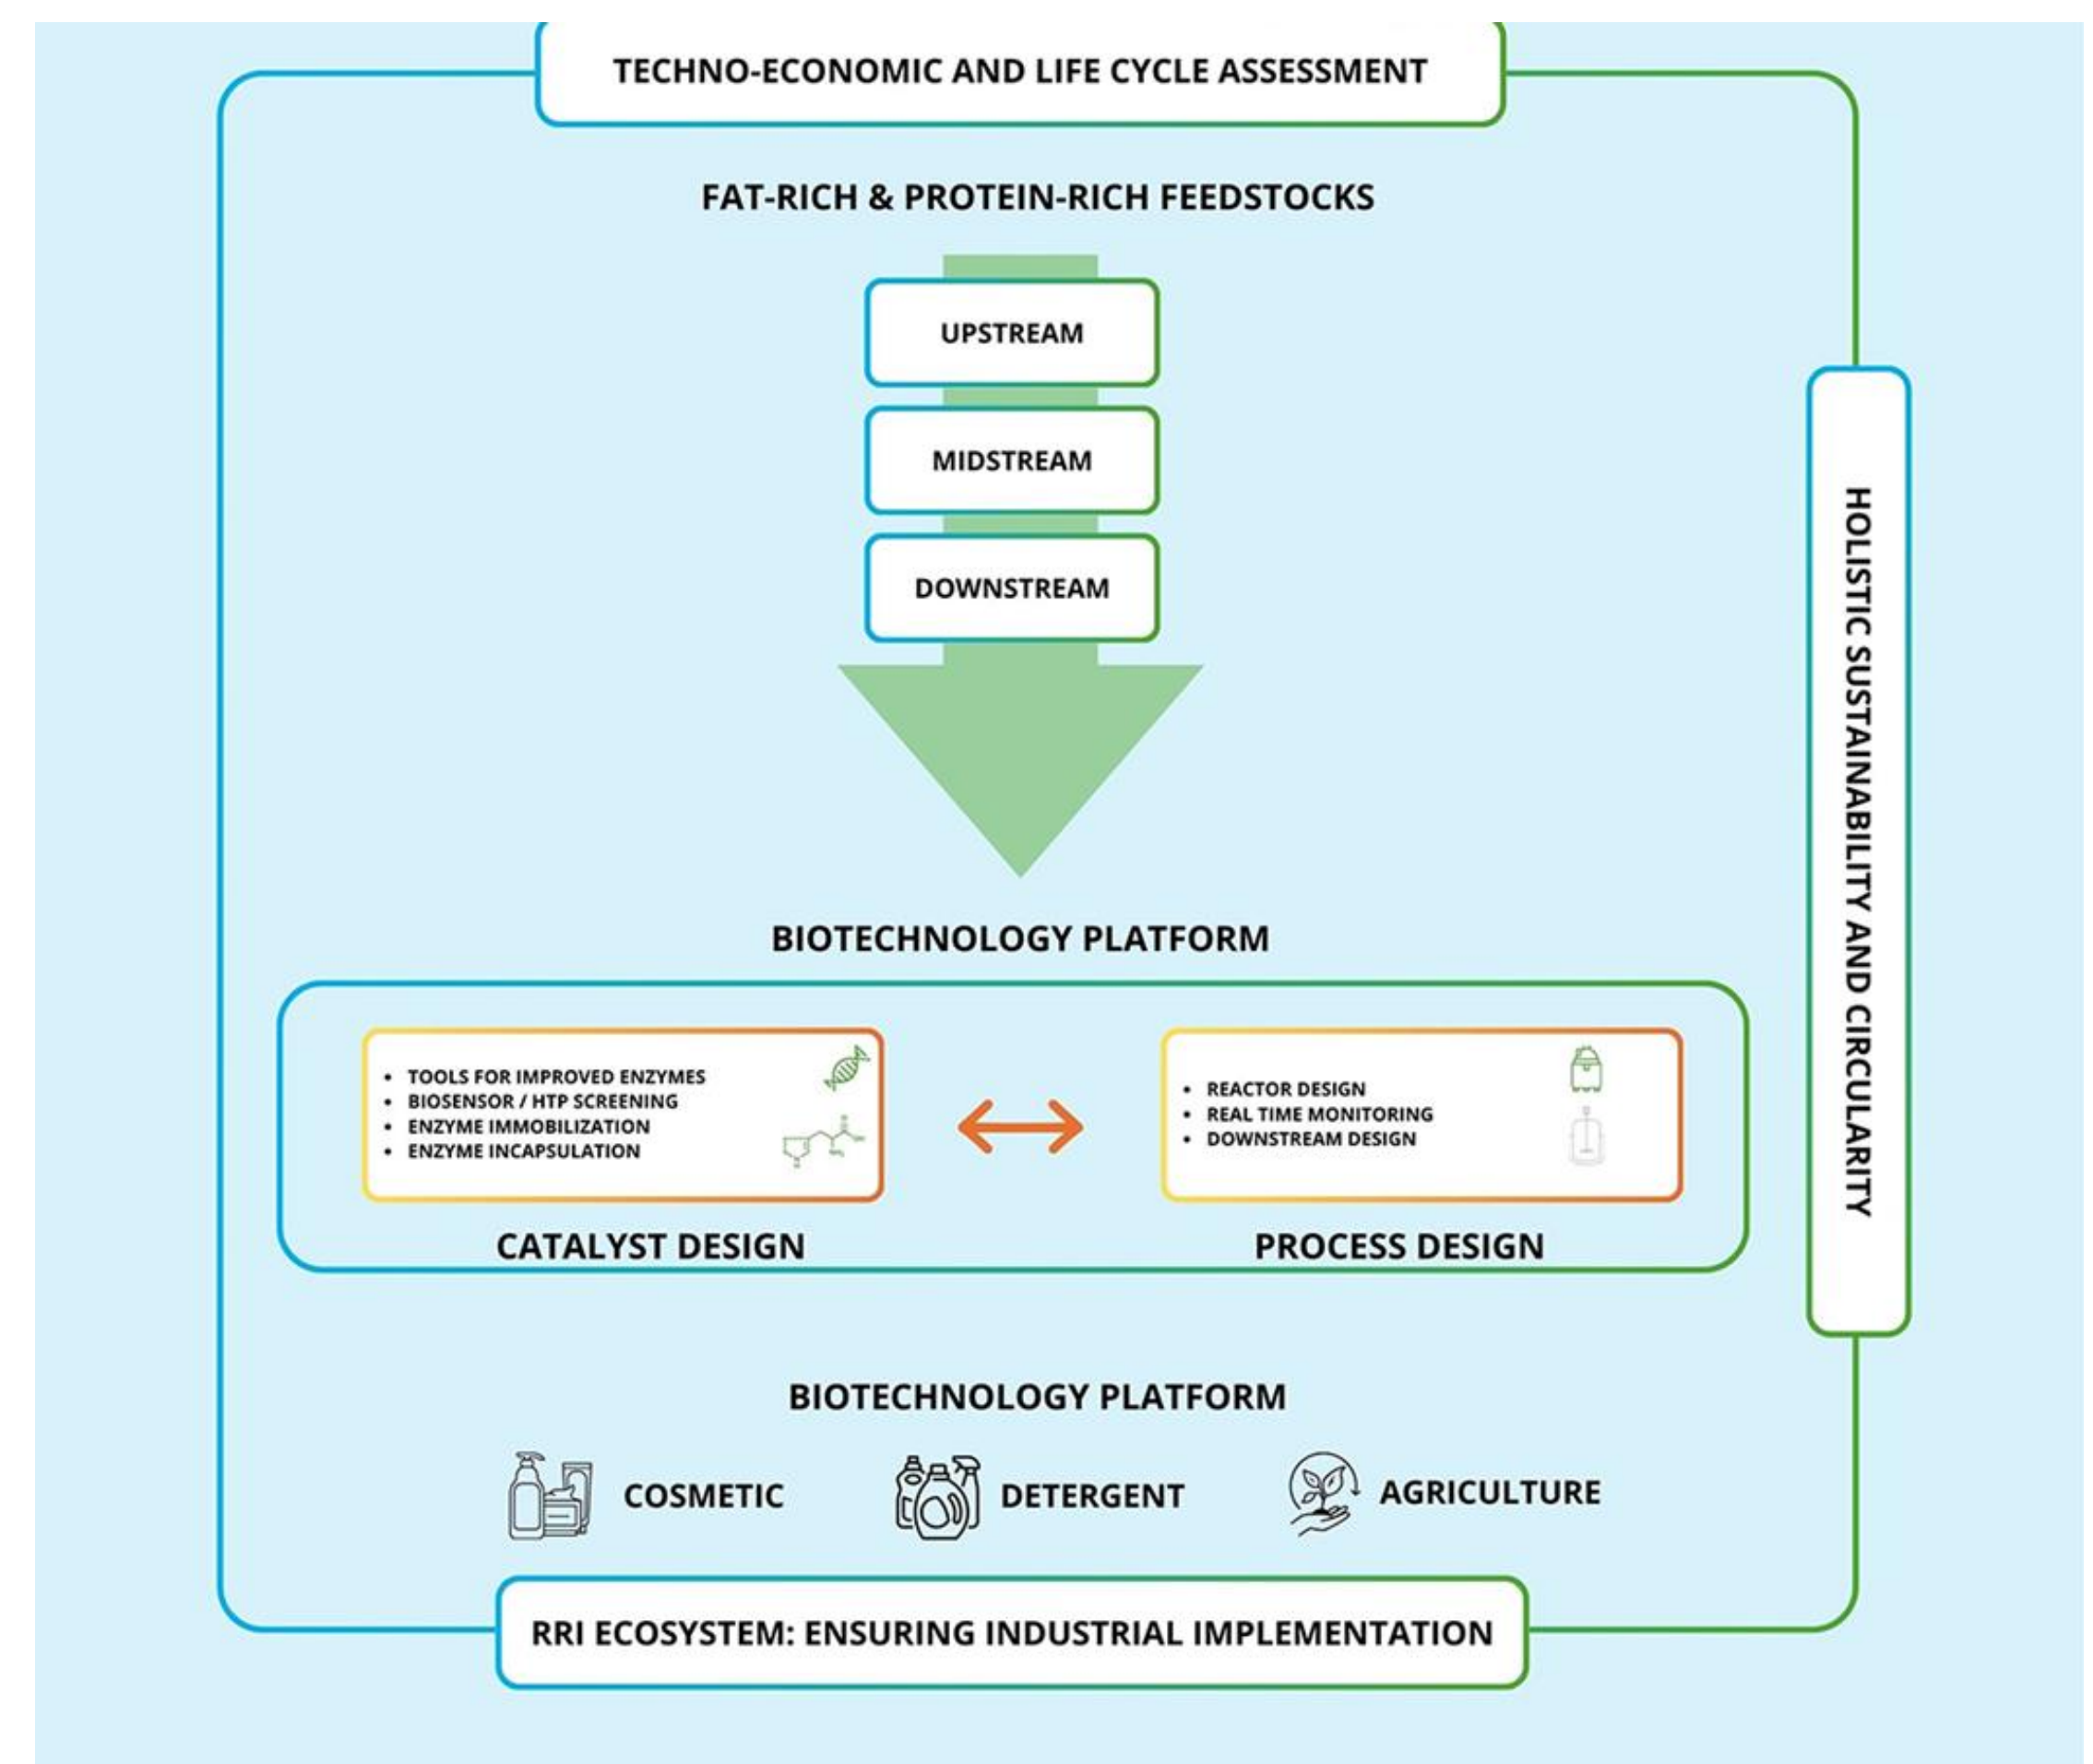 TECHNO-ECONOMIC AND LIFE CYCLE ASSESSMENT
FAT-RICH & PROTEIN-RICH FEEDSTOCKS
UPSTREAM
MIDSTREAM
DOWNSTREAM
HOLISTIC SUSTAINABILITY AND CIRCULARITY
BIOTECHNOLOGY PLATFORM
• TOOLS FOR IMPROVED ENZYMES
• BIOSENSOR / HTP SCREENING
• ENZYME IMMOBILIZATION
• ENZYME INCAPSULATION
CATALYST DESIGN
• REACTOR DESIGN
• REAL TIME MONITORING
• DOWNSTREAM DESIGN
PROCESS DESIGN
BIOTECHNOLOGY PLATFORM
COSMETIC
DETERGENT
AGRICULTURE
RRI ECOSYSTEM: ENSURING INDUSTRIAL IMPLEMENTATION